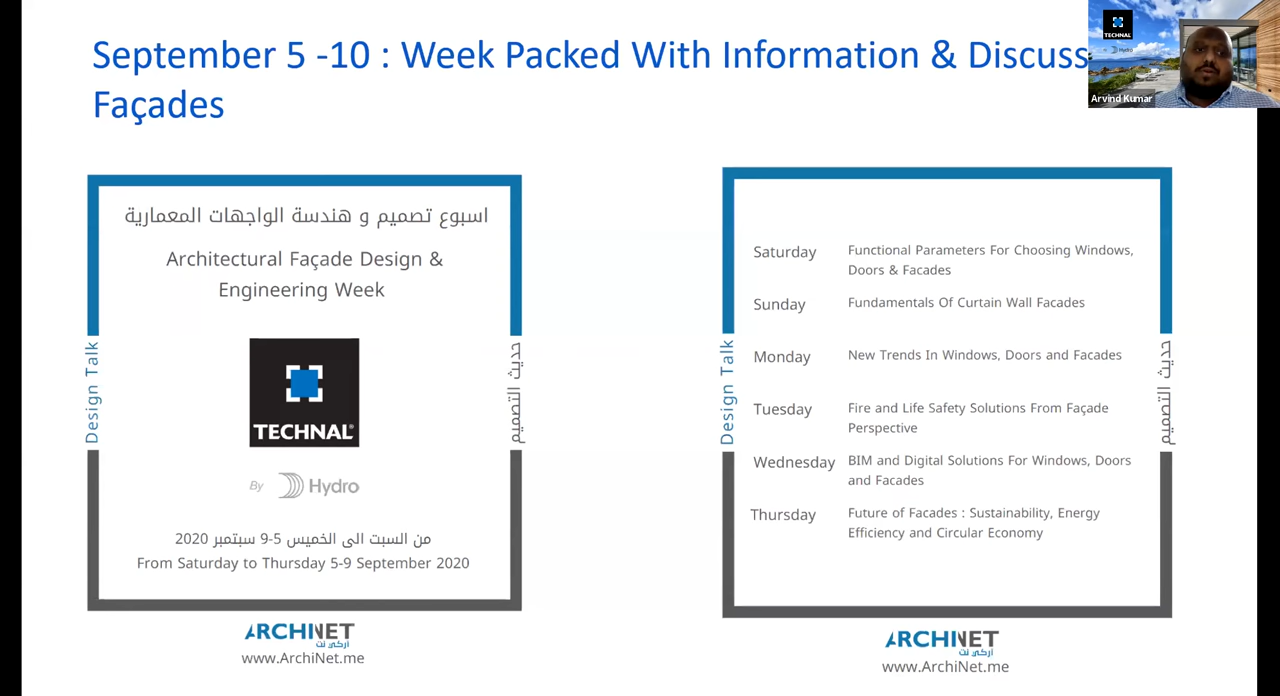 September 5 -10 : Week Packed With Information & Discuss
Façades
TECHNAL
Hydro
Arvind Kumar
اسبوع تصميم و هندسة الواجهات المعمارية
Architectural Façade Design &
Engineering Week
Design Talk
حديث التصميم
TECHNAL®
By Hydro
من السبت الى الخميس 5-9 سبتمبر 2020
From Saturday to Thursday 5-9 September 2020
ARCHINET
أركي نت
www.ArchiNet.me
Saturday Functional Parameters For Choosing Windows,
Doors & Facades
Sunday Fundamentals Of Curtain Wall Facades
Monday New Trends In Windows, Doors and Facades
Design Talk
حديث التصميم
Tuesday Fire and Life Safety Solutions From Façade
Perspective
Wednesday BIM and Digital Solutions For Windows, Doors
and Facades
Thursday Future of Facades : Sustainability, Energy
Efficiency and Circular Economy
ARCHINET
أركي نت
www.ArchiNet.me